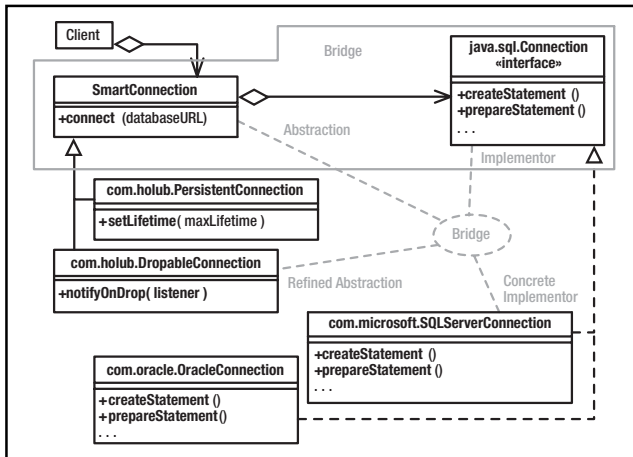 Client
Bridge
java.sql.Connection
«interface»
+createStatement ()
+prepareStatement()
. . .
SmartConnection
+connect (databaseURL)
Abstraction
Implementor
com.holub.PersistentConnection
+setLifetime( maxLifetime )
Bridge
com.holub.DropableConnection
+notifyOnDrop( listener )
Refined Abstraction
Concrete
Implementor
com.microsoft.SQLServerConnection
+createStatement ()
+prepareStatement ()
. . .
com.oracle.OracleConnection
+createStatement ()
+prepareStatement()
. . .